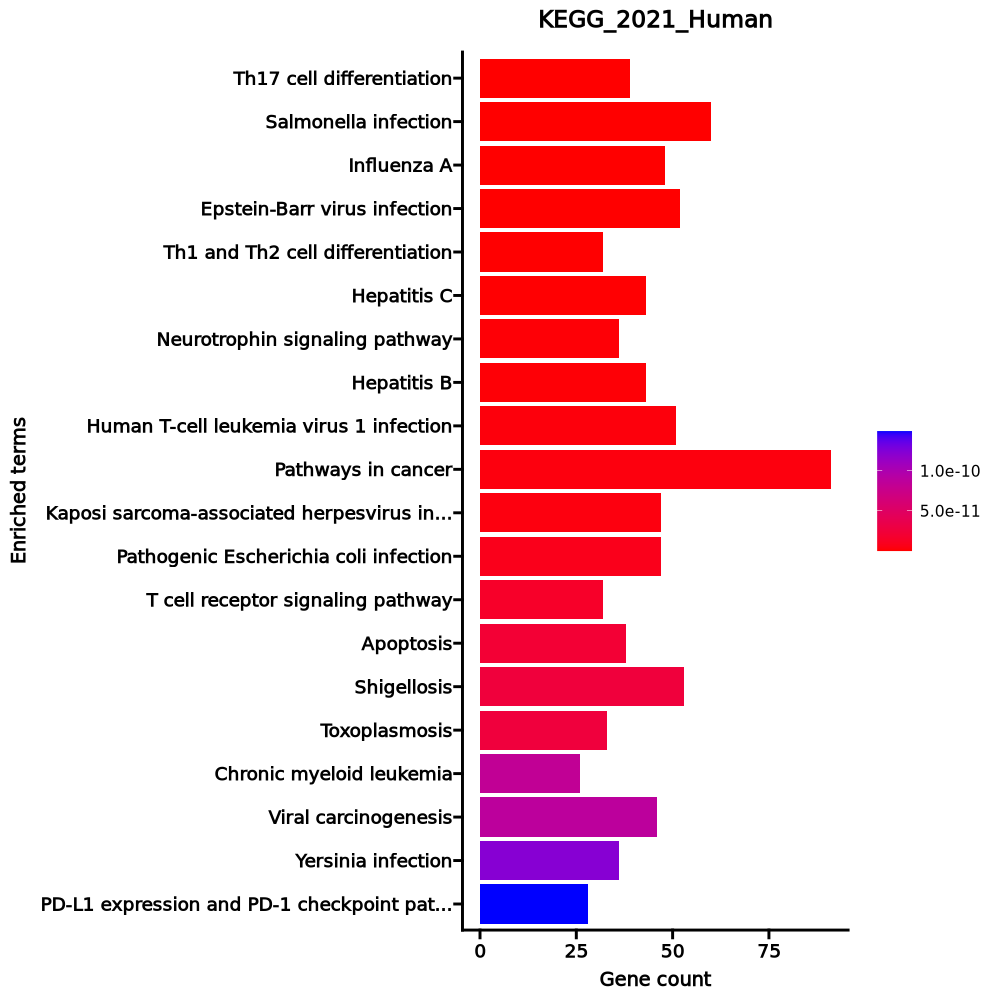 KEGG_2021_Human
Th17 cell differentiation
Salmonella infection
Influenza A
Epstein-Barr virus infection
Th1 and Th2 cell differentiation
Hepatitis C
Neurotrophin signaling pathway
Hepatitis B
Human T-cell leukemia virus 1 infection
Pathways in cancer
Kaposi sarcoma-associated herpesvirus in...
Pathogenic Escherichia coli infection
T cell receptor signaling pathway
Apoptosis
Shigellosis
Toxoplasmosis
Chronic myeloid leukemia
Viral carcinogenesis
Yersinia infection
PD-L1 expression and PD-1 checkpoint pat...
Enriched terms
0 25 50 75
Gene count
1.0e-10
5.0e-11